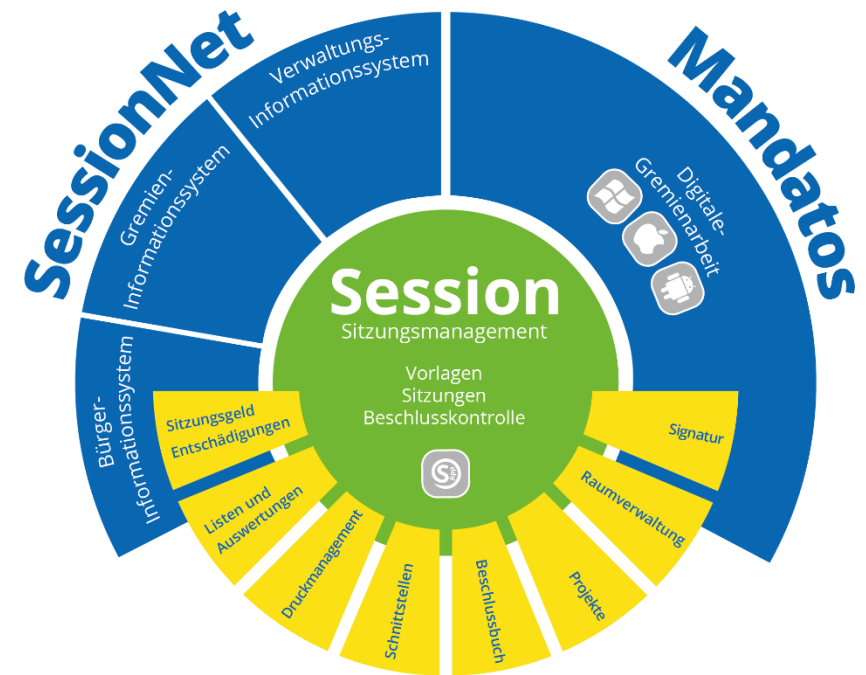 SessionNet
Mandatos
Verwaltungs-
Informationssystem
Gremien-
Informationssystem
Bürger-
Informationssystem
Digitale-
Gremienarbeit
Session
Sitzungsmanagement
Vorlagen
Sitzungen
Beschlusskontrolle
S
APP
Sitzungsgeld
Entschädigungen
Listen und
Auswertungen
Druckmanagement
Schnittstellen
Beschlussbuch
Projekte
Raumverwaltung
Signatur